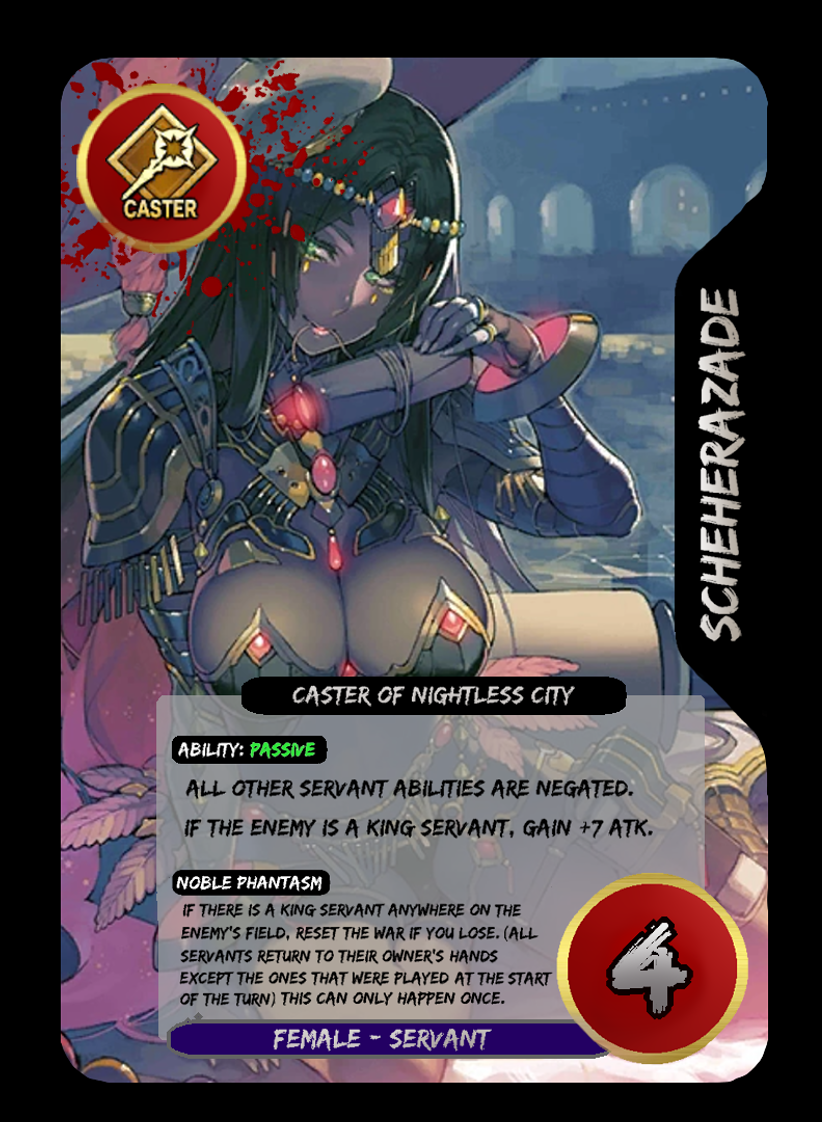 CASTER
SCHEHERAZADE
CASTER OF NIGHTLESS CITY
ABILITY: PASSIVE
ALL OTHER SERVANT ABILITIES ARE NEGATED.
IF THE ENEMY IS A KING SERVANT, GAIN +7 ATK.
NOBLE PHANTASM
IF THERE IS A KING SERVANT ANYWHERE ON THE
ENEMY'S FIELD, RESET THE WAR IF YOU LOSE. (ALL
SERVANTS RETURN TO THEIR OWNER'S HANDS
EXCEPT THE ONES THAT WERE PLAYED AT THE START
OF THE TURN) THIS CAN ONLY HAPPEN ONCE.
4
FEMALE - SERVANT